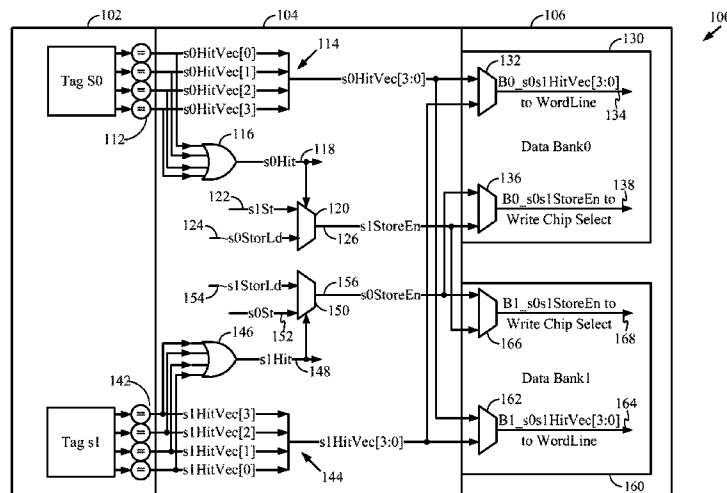 102
104
106
100
130
Tag S0
=
=
=
=
112
s0HitVec[0]
s0HitVec[1]
s0HitVec[2]
s0HitVec[3]
114
s0HitVec[3:0]
132
B0_s0s1HitVec[3:0]
to WordLine
134
Data Bank0
116
s0Hit
118
122
s1St
124
~s0StorLd
120
126
s1StoreEn
136
138
B0_s0s1StoreEn to
Write Chip Select
154
~s1StorLd
s0St
152
156
150
s0StoreEn
146
s1Hit
148
B1_s0s1StoreEn to
Write Chip Select
166
168
Data Bank1
162
164
B1_s0s1HitVec[3:0]
to WordLine
160
142
Tag s1
=
=
=
=
s1HitVec[3]
s1HitVec[2]
s1HitVec[1]
s1HitVec[0]
s1HitVec[3:0]
144